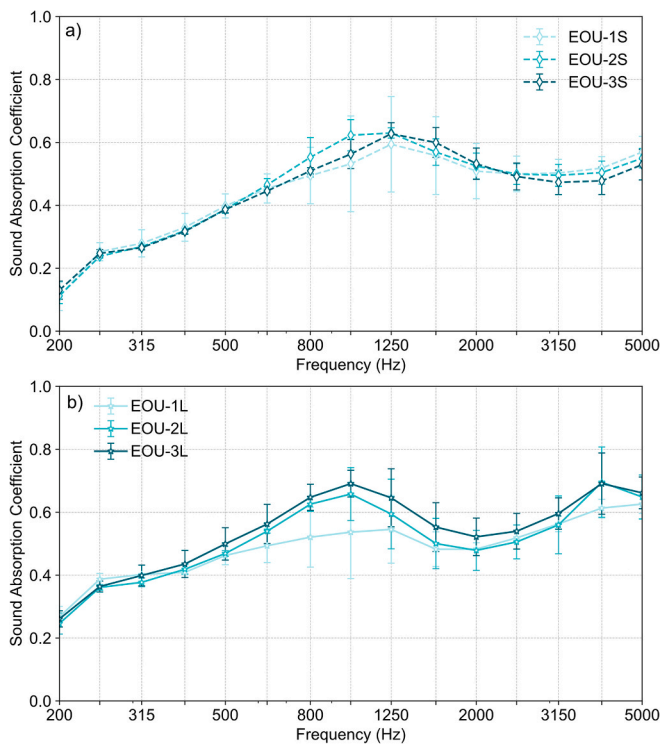 a)
1.0
0.8
0.6
0.4
0.2
0.0
Sound Absorption Coefficient
EOU-1S
EOU-2S
EOU-3S
200 315 500 800 1250 2000 3150 5000
Frequency (Hz)
b)
1.0
0.8
0.6
0.4
0.2
0.0
Sound Absorption Coefficient
EOU-1L
EOU-2L
EOU-3L
200 315 500 800 1250 2000 3150 5000
Frequency (Hz)